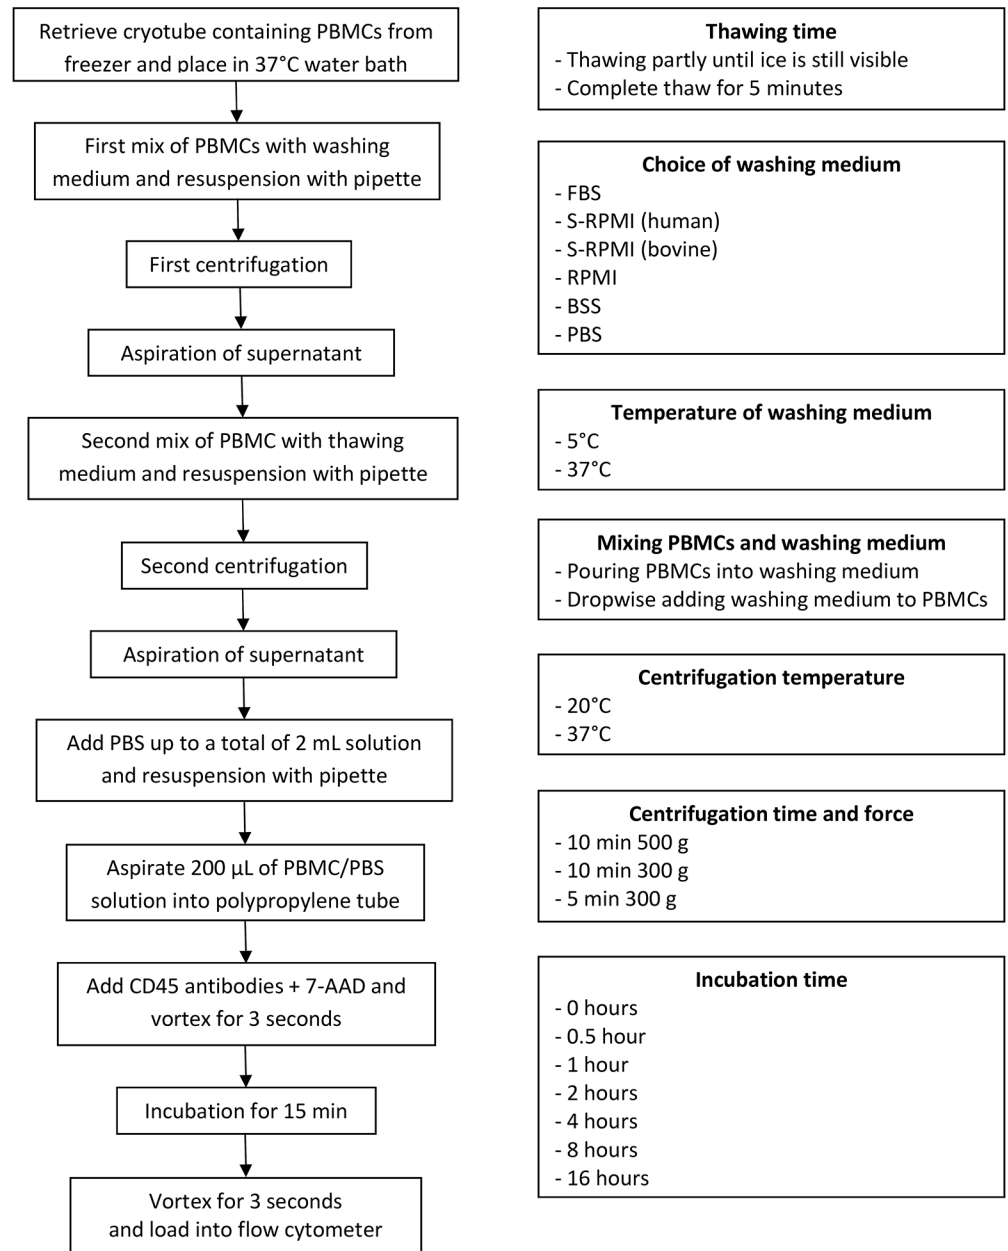 Retrieve cryotube containing PBMCs from
freezer and place in 37°C water bath
First mix of PBMCs with washing
medium and resuspension with pipette
First centrifugation
Aspiration of supernatant
Second mix of PBMC with thawing
medium and resuspension with pipette
Second centrifugation
Aspiration of supernatant
Add PBS up to a total of 2 mL solution
and resuspension with pipette
Aspirate 200 µL of PBMC/PBS
solution into polypropylene tube
Add CD45 antibodies + 7-AAD and
vortex for 3 seconds
Incubation for 15 min
Vortex for 3 seconds
and load into flow cytometer
Thawing time
- Thawing partly until ice is still visible
- Complete thaw for 5 minutes
Choice of washing medium
- FBS
- S-RPMI (human)
- S-RPMI (bovine)
- RPMI
- BSS
- PBS
Temperature of washing medium
- 5°C
- 37°C
Mixing PBMCs and washing medium
- Pouring PBMCs into washing medium
- Dropwise adding washing medium to PBMCs
Centrifugation temperature
- 20°C
- 37°C
Centrifugation time and force
- 10 min 500 g
- 10 min 300 g
- 5 min 300 g
Incubation time
- 0 hours
- 0.5 hour
- 1 hour
- 2 hours
- 4 hours
- 8 hours
- 16 hours